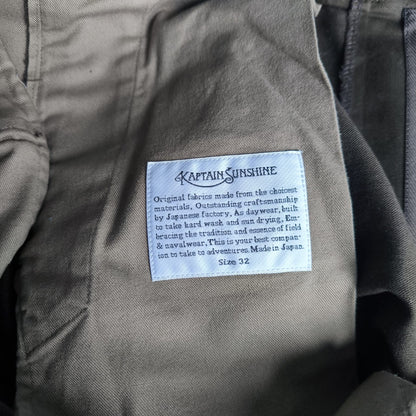 KAPTAIN SUNSHINE
Original fabrics made from the choicest
materials. Outstanding craftsmanship
by Japanese factory. As daywear, built
to take hard wash and sun drying. Em-
bracing the tradition and essence of field
& navalwear. This is your best compan-
ion to take to adventures. Made in Japan.
Size 32